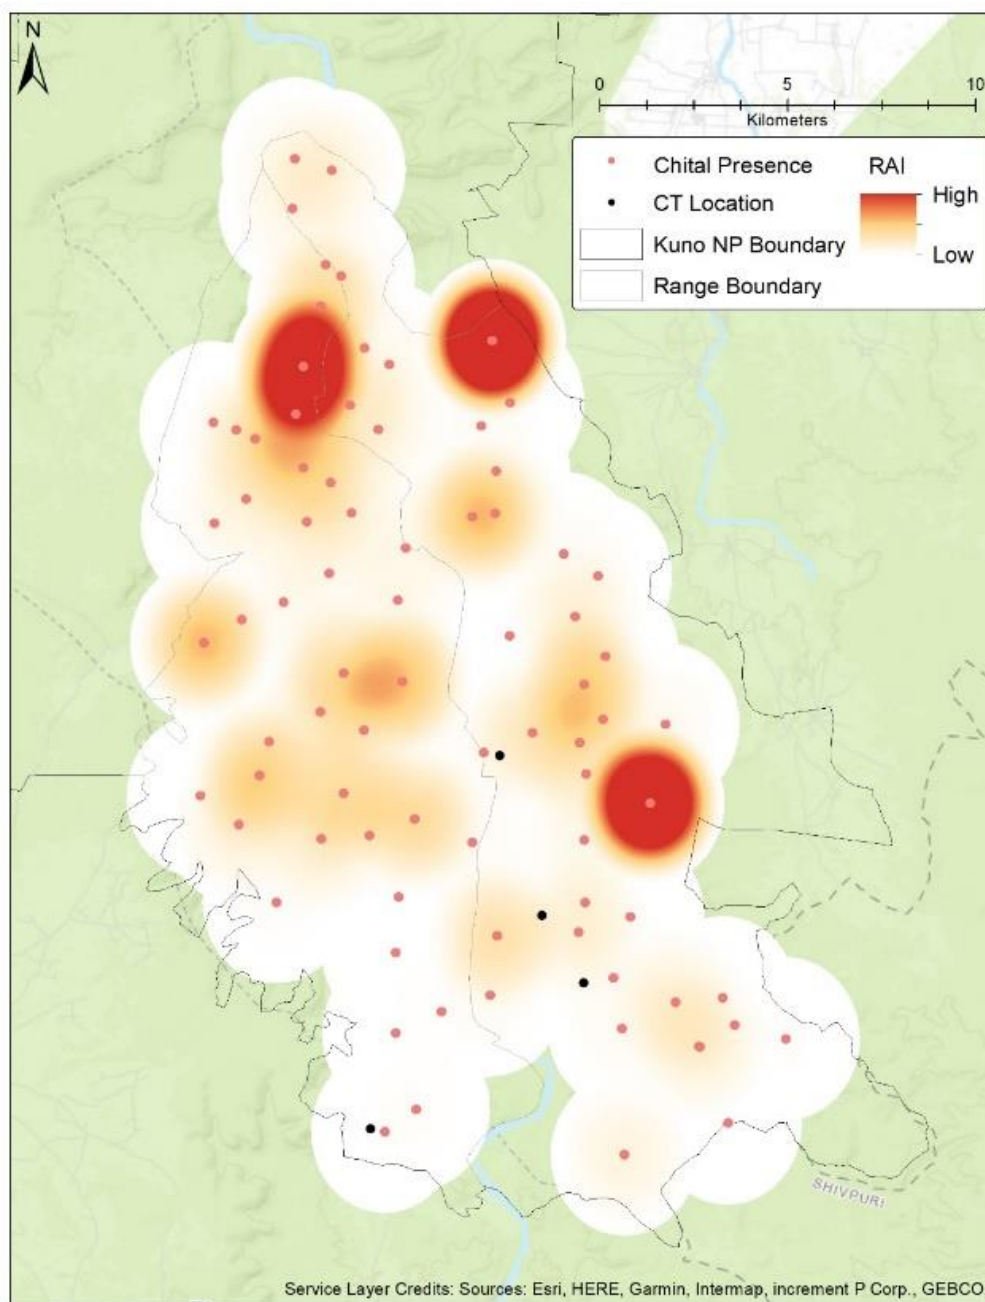 N
0 5 10
Kilometers
Chital Presence
CT Location
Kuno NP Boundary
Range Boundary
RAI
High
Low
SHIVPURI
Service Layer Credits: Sources: Esri, HERE, Garmin, Intermap, increment P Corp., GEBCO